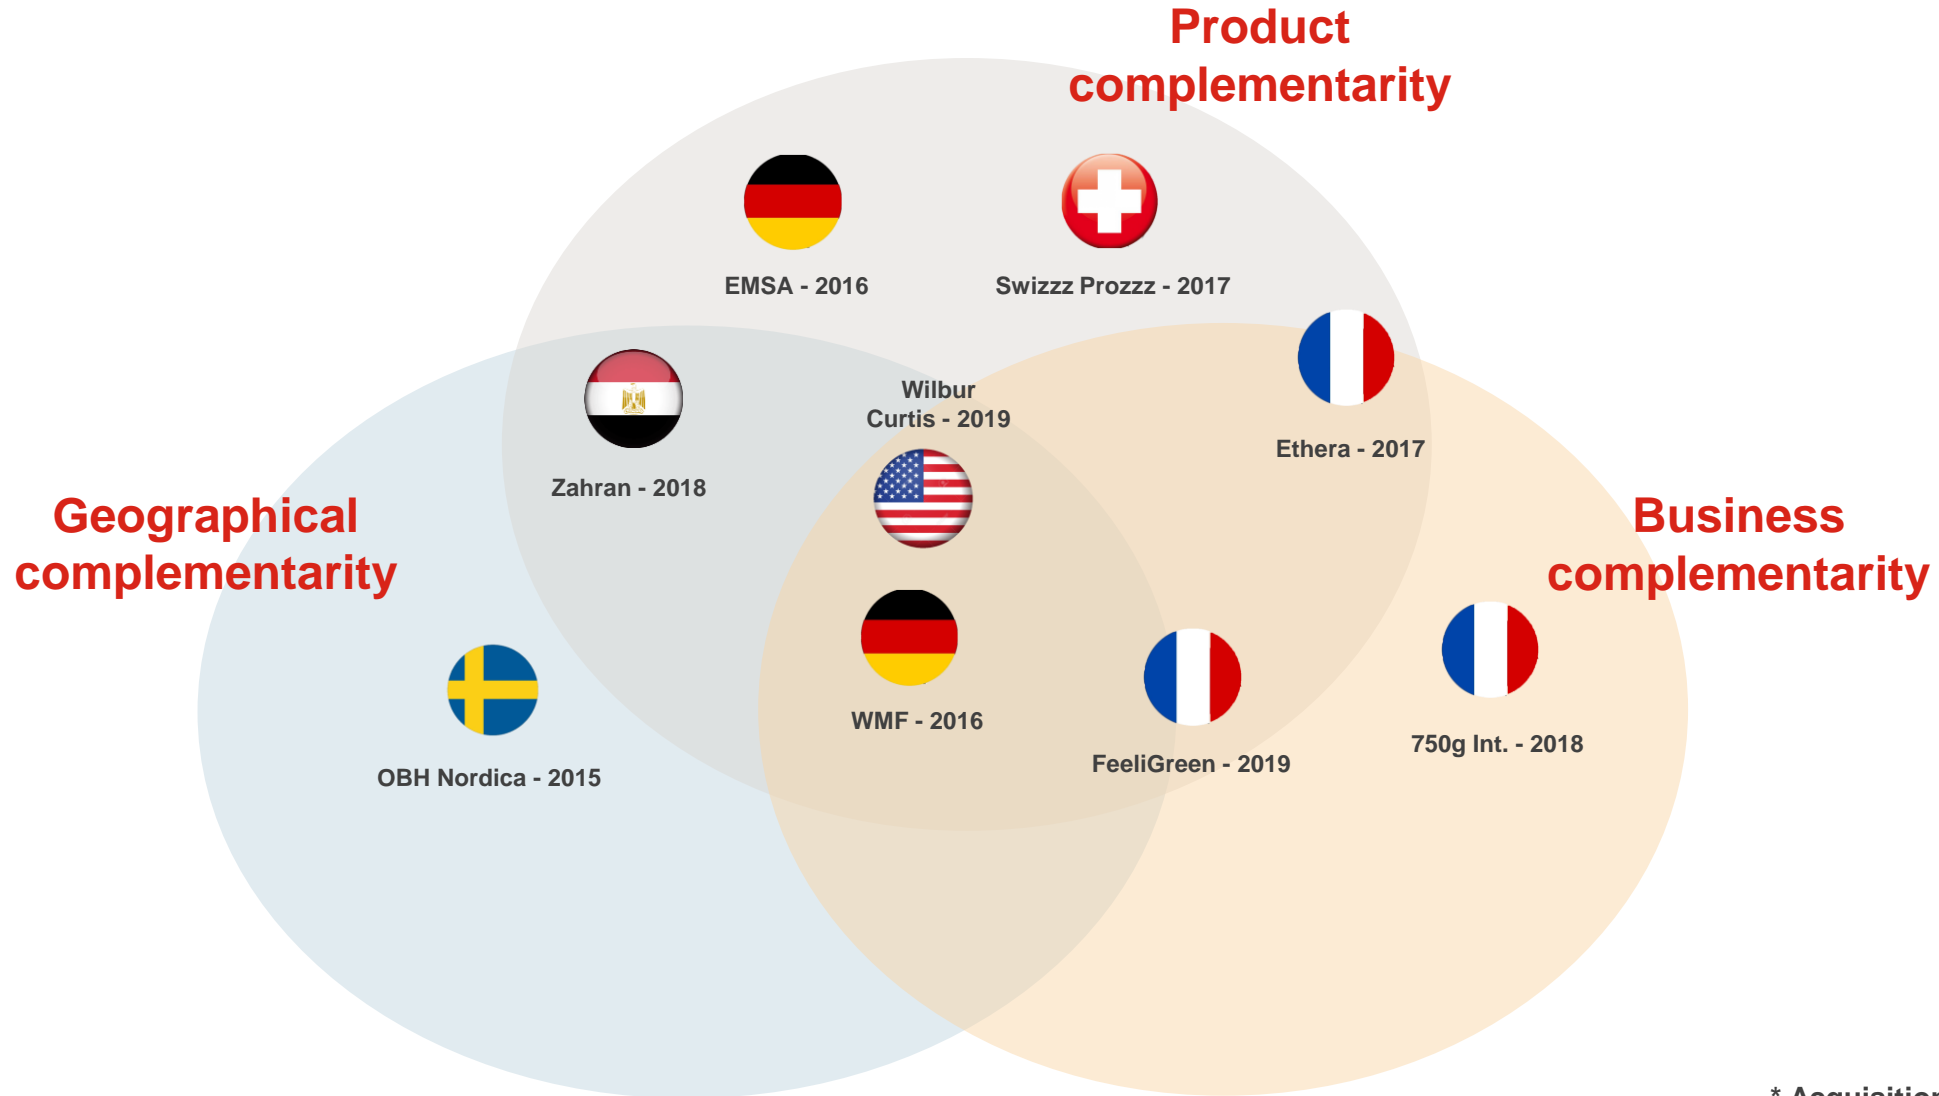 Product
complementarity
EMSA - 2016
Swizzz Prozzz - 2017
Wilbur
Curtis - 2019
Ethera - 2017
Zahran - 2018
Geographical
complementarity
Business
complementarity
WMF - 2016
FeeliGreen - 2019
750g Int. - 2018
OBH Nordica - 2015
* Acquisition